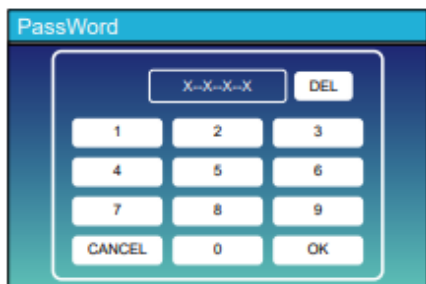 PassWord
X--X--X--X DEL
1 2 3
4 5 6
7 8 9
CANCEL 0 OK